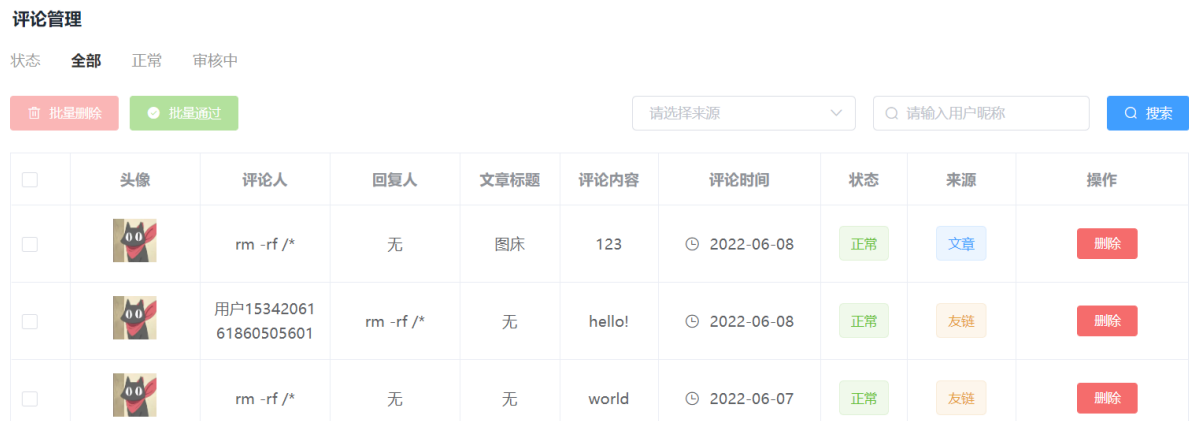 评论管理
状态 全部 正常 审核中
批量删除 批量通过 请选择来源 请输入用户昵称 搜索
头像 评论人 回复人 文章标题 评论内容 评论时间 状态 来源 操作
rm -rf /* 无 图床 123 2022-06-08 正常 文章 删除
用户15342061
61860505601 rm -rf /* 无 hello! 2022-06-08 正常 友链 删除
rm -rf /* 无 无 world 2022-06-07 正常 友链 删除